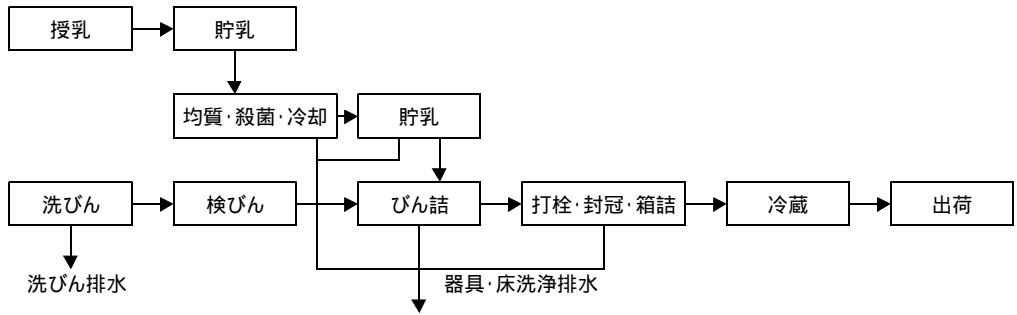 授乳
貯乳
均質·殺菌·冷却
貯乳
洗びん
検びん
びん詰
打栓·封冠·箱詰
冷蔵
出荷
洗びん排水
器具·床洗浄排水